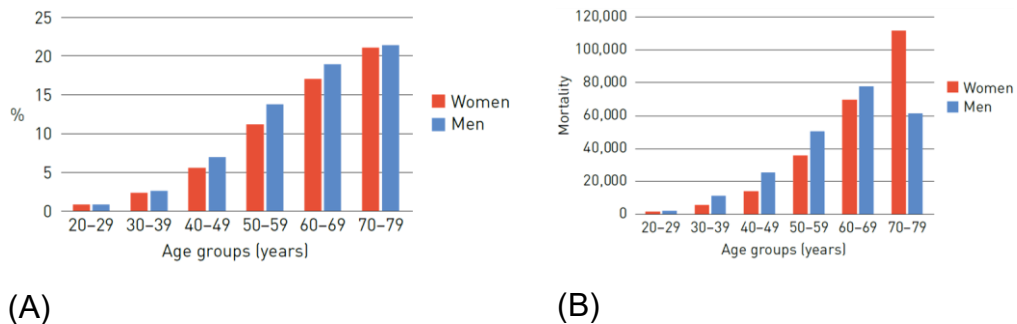 25
20
15
10
5
0
%
20–29 30–39 40–49 50–59 60–69 70–79
Age groups (years)
Women
Men
(A)
120,000
100,000
80,000
60,000
40,000
20,000
0
Mortality
20–29 30–39 40–49 50–59 60–69 70–79
Age groups (years)
Women
Men
(B)